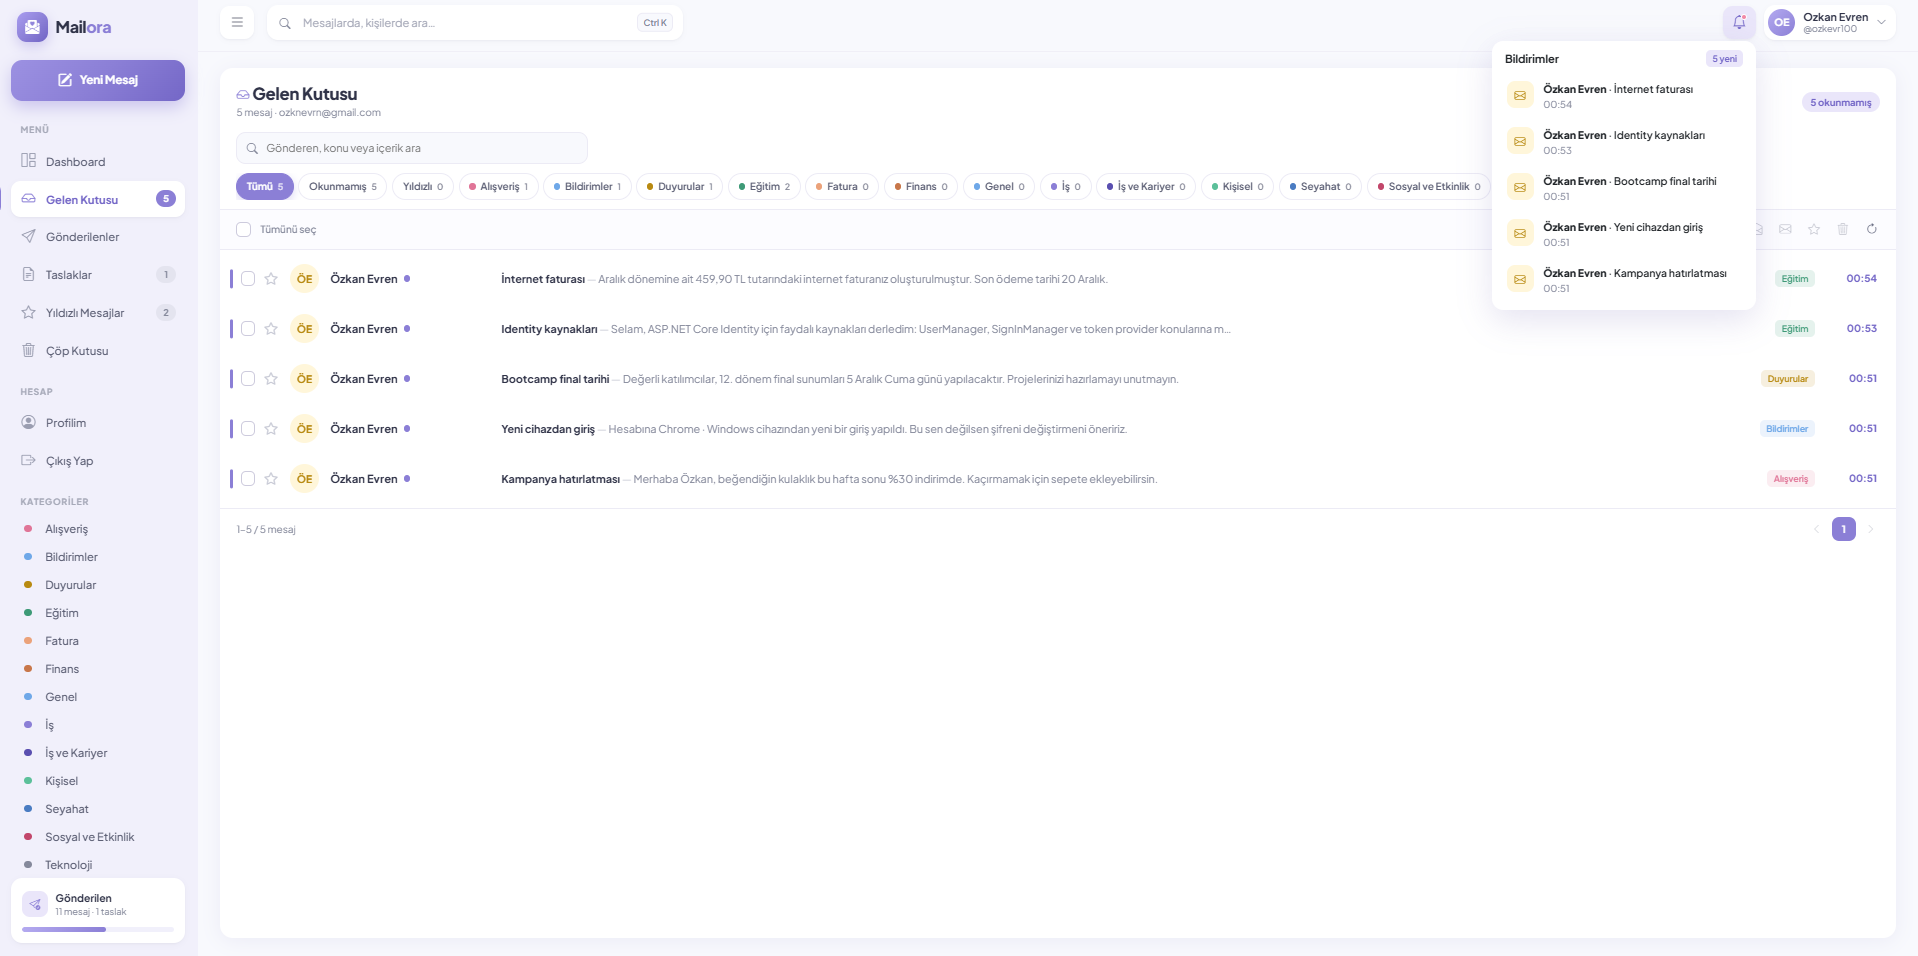 Mailora
Mesajlarda, kişilerde ara...
Ctrl K
OE
Ozkan Evren
@ozkevr100
Yeni Mesaj
MENÜ
Dashboard
Gelen Kutusu 5
Gönderilenler
Taslaklar 1
Yıldızlı Mesajlar 2
Çöp Kutusu
HESAP
Profilim
Çıkış Yap
KATEGORİLER
Alışveriş
Bildirimler
Duyurular
Eğitim
Fatura
Finans
Genel
İş
İş ve Kariyer
Kişisel
Seyahat
Sosyal ve Etkinlik
Teknoloji
Gönderilen
11 mesaj · 1 taslak
Gelen Kutusu
5 mesaj · ozknevrn@gmail.com
5 okunmamış
Gönderen, konu veya içerik ara
Tümü 5 Okunmamış 5 Yıldızlı 0 Alışveriş 1 Bildirimler 1 Duyurular 1 Eğitim 2 Fatura 0 Finans 0 Genel 0 İş 0 İş ve Kariyer 0 Kişisel 0 Seyahat 0 Sosyal ve Etkinlik 0
Tümünü seç
ÖE Özkan Evren İnternet faturası — Aralık dönemine ait 459,90 TL tutarındaki internet faturanız oluşturulmuştur. Son ödeme tarihi 20 Aralık. Eğitim 00:54
ÖE Özkan Evren Identity kaynakları — Selam, ASP.NET Core Identity için faydalı kaynakları derledim: UserManager, SignInManager ve token provider konularına m... Eğitim 00:53
ÖE Özkan Evren Bootcamp final tarihi — Değerli katılımcılar, 12. dönem final sunumları 5 Aralık Cuma günü yapılacaktır. Projelerinizi hazırlamayı unutmayın. Duyurular 00:51
ÖE Özkan Evren Yeni cihazdan giriş — Hesabına Chrome · Windows cihazından yeni bir giriş yapıldı. Bu sen değilsen şifreni değiştirmeni öneririz. Bildirimler 00:51
ÖE Özkan Evren Kampanya hatırlatması — Merhaba Özkan, beğendiğin kulaklık bu hafta sonu %30 indirimde. Kaçırmamak için sepete ekleyebilirsin. Alışveriş 00:51
1–5 / 5 mesaj
1
Bildirimler
5 yeni
Özkan Evren · İnternet faturası
00:54
Özkan Evren · Identity kaynakları
00:53
Özkan Evren · Bootcamp final tarihi
00:51
Özkan Evren · Yeni cihazdan giriş
00:51
Özkan Evren · Kampanya hatırlatması
00:51